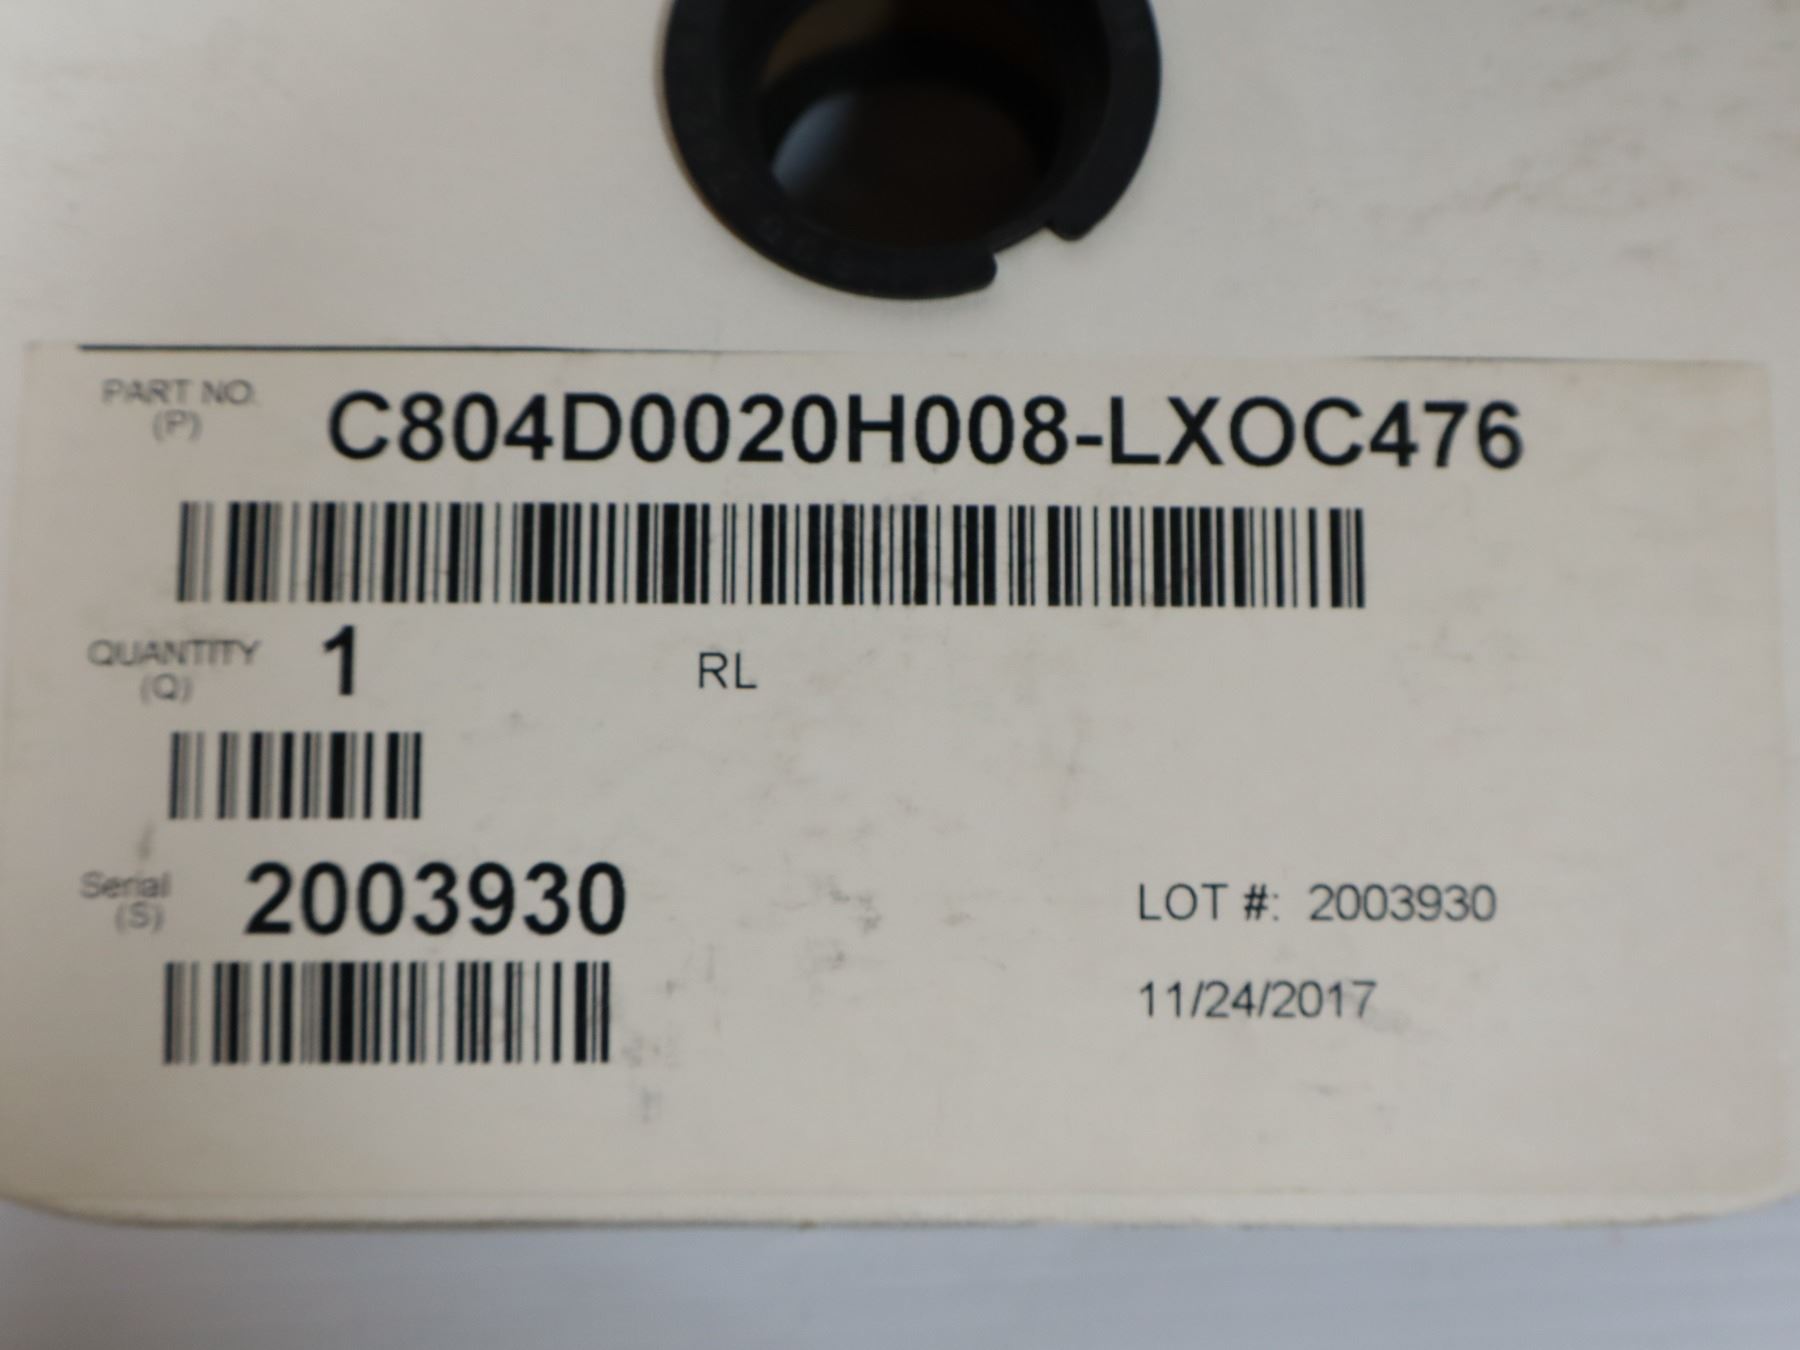 PART NO.
(P)
C804D0020H008-LXOC476
QUANTITY
(Q)
1
RL
Serial
(S)
2003930
LOT #: 2003930
11/24/2017